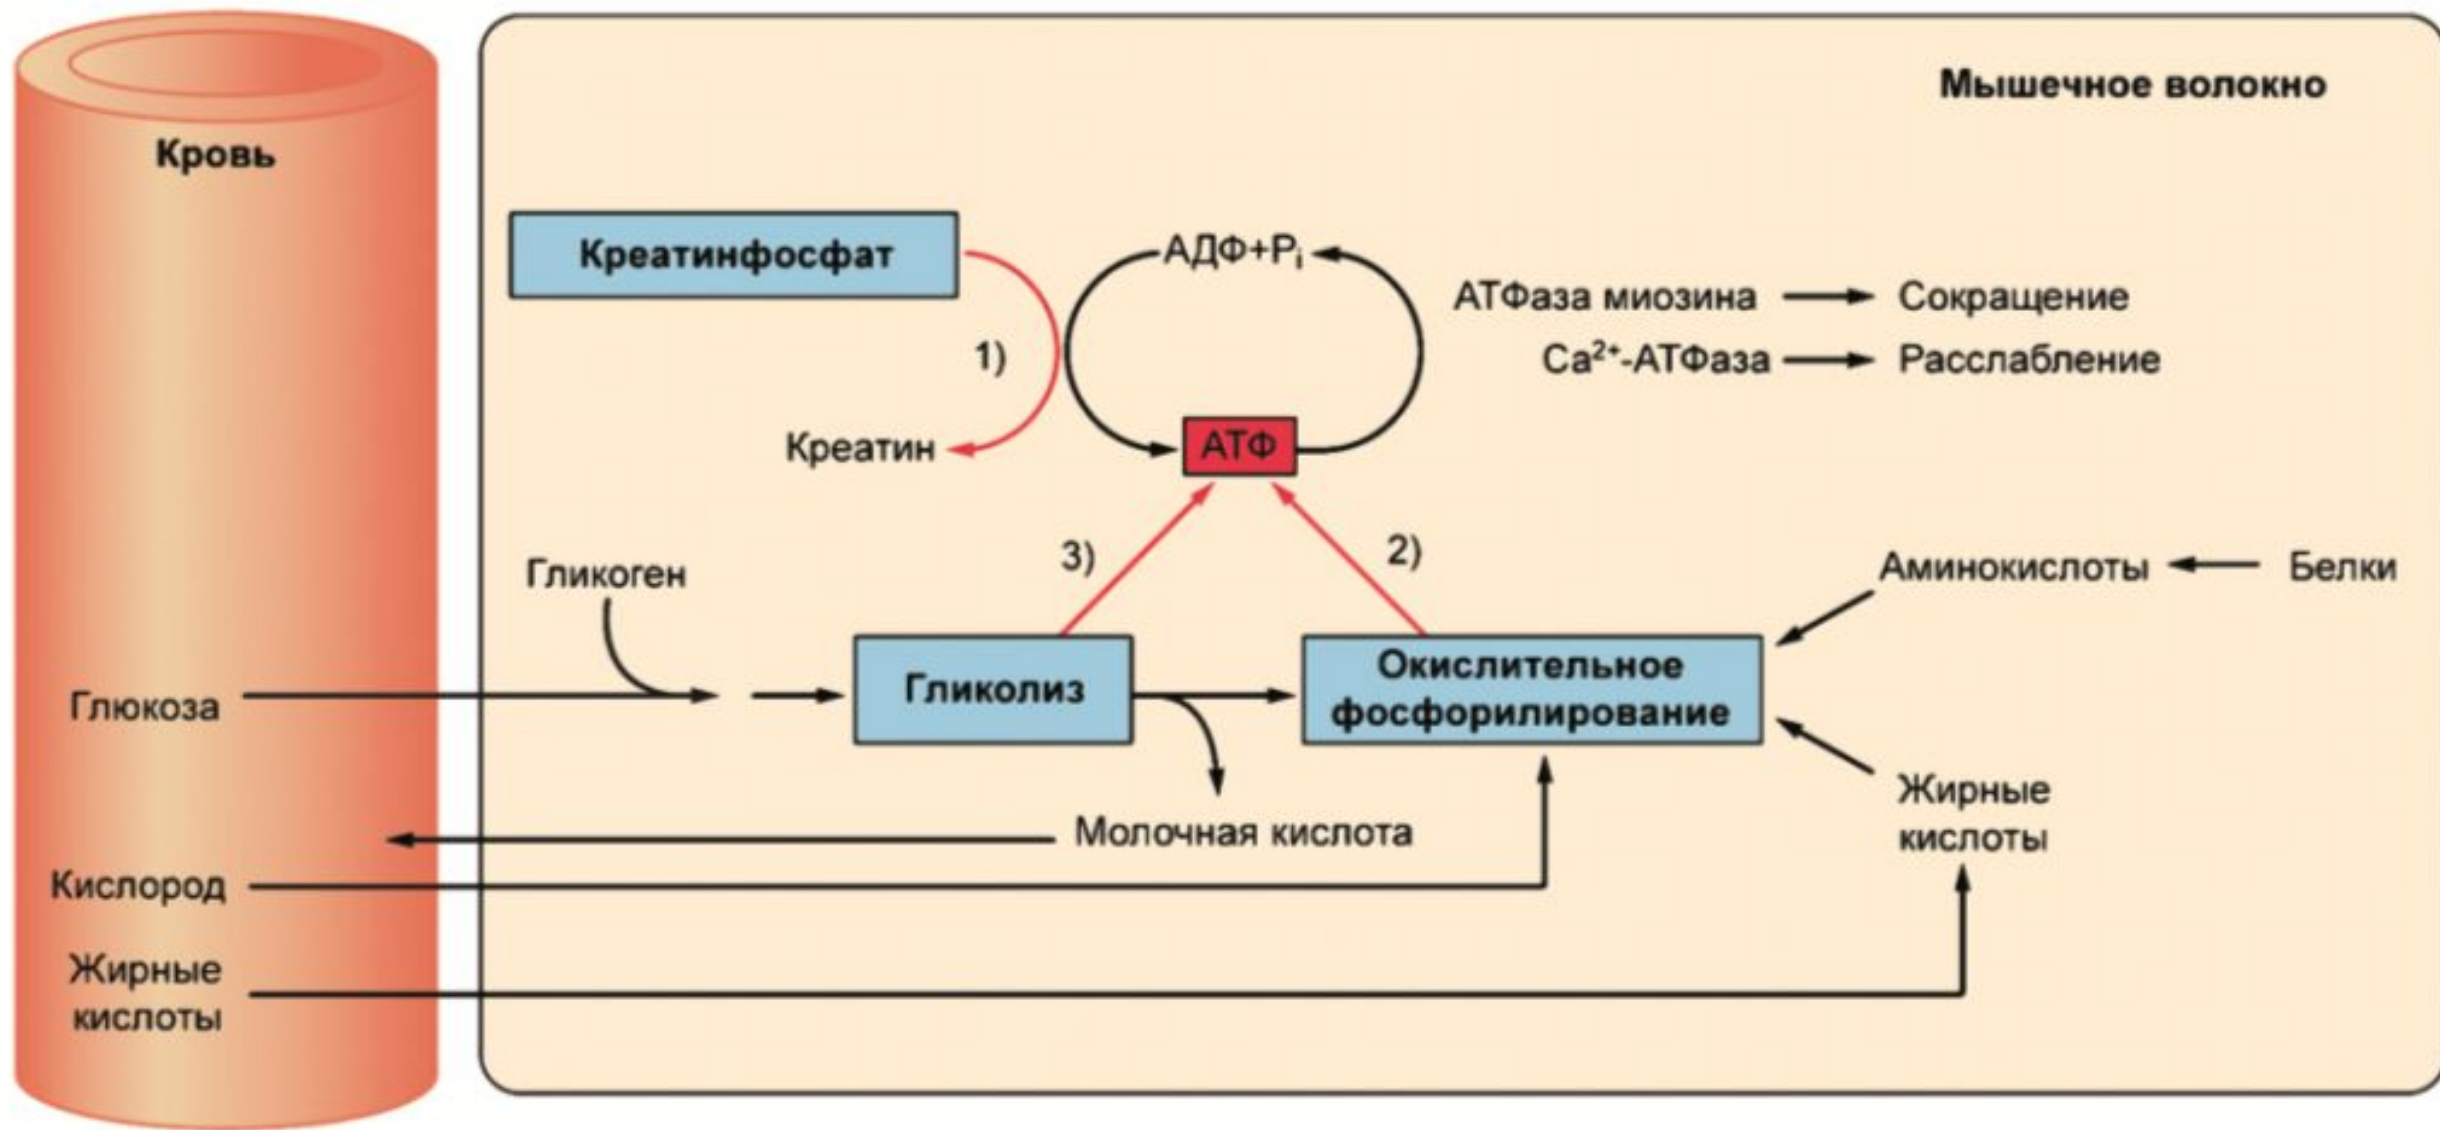 Мышечное волокно
Кровь
Креатинфосфат
АДФ+Pi
АТФаза миозина
Сокращение
Ca²⁺-АТФаза
Расслабление
1)
Креатин
АТФ
3)
2)
Гликоген
Аминокислоты
Белки
Глюкоза
Гликолиз
Окислительное
фосфорилирование
Молочная кислота
Жирные
кислоты
Кислород
Жирные
кислоты